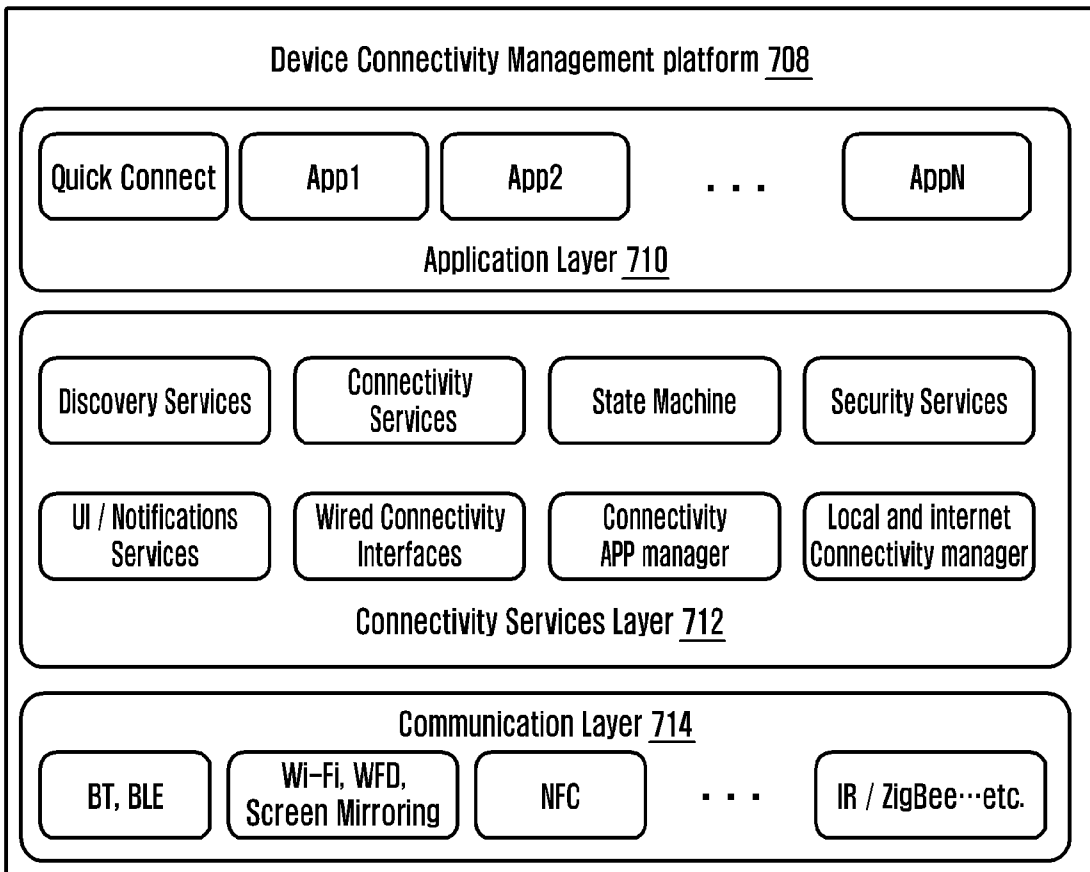 Device Connectivity Management platform 708
Quick Connect
App1
App2
. . .
AppN
Application Layer 710
Discovery Services
Connectivity
Services
State Machine
Security Services
UI / Notifications
Services
Wired Connectivity
Interfaces
Connectivity
APP manager
Local and internet
Connectivity manager
Connectivity Services Layer 712
Communication Layer 714
BT, BLE
Wi-Fi, WFD,
Screen Mirroring
NFC
. . .
IR / ZigBee···etc.